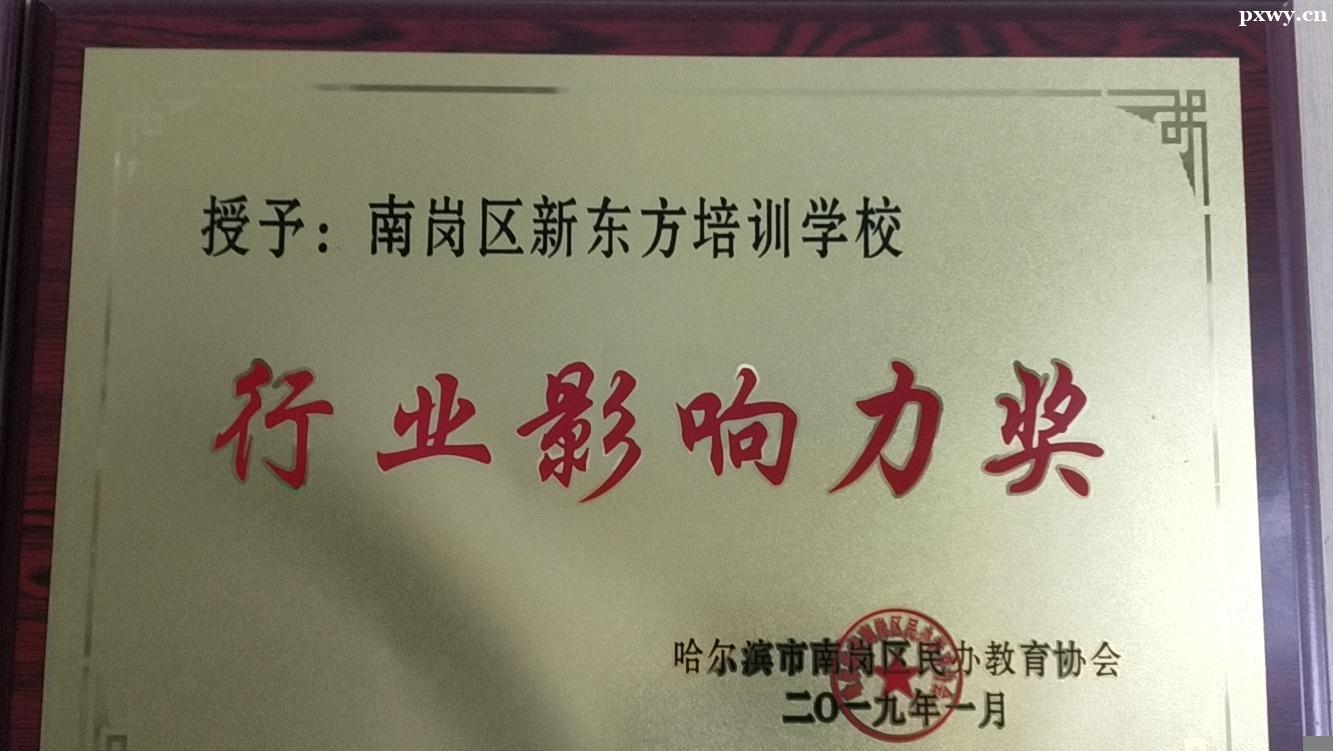 pxwy.cn
授予：南岗区新东方培训学校
行业影响力奖
哈尔滨市南岗区民办教育协会
二〇一九年一月